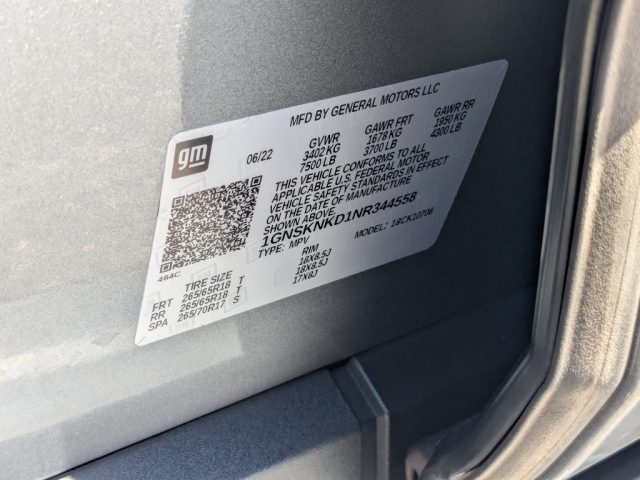 MFD BY GENERAL MOTORS LLC
gm
06/22 GVWR GAWR FRT GAWR RR
3402 KG 1678 KG 1950 KG
7500 LB 3700 LB 4300 LB
THIS VEHICLE CONFORMS TO ALL
APPLICABLE U.S. FEDERAL MOTOR
VEHICLE SAFETY STANDARDS IN EFFECT
ON THE DATE OF MANUFACTURE
SHOWN ABOVE.
1GNSKNKD1NR344558
TYPE: MPV MODEL: 18CK10706
464C
TIRE SIZE RIM
FRT 265/65R18 T 18X8.5J
RR 265/65R18 T 18X8.5J
SPA 265/70R17 S 17X8J